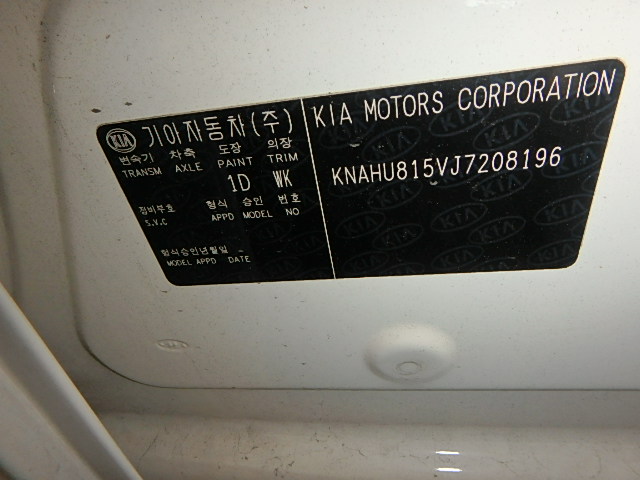 KIA 기아자동차(주)
변속기 차축 도장 의장
TRANSM AXLE PAINT TRIM
1D WK
정비부호 형식 승인 번호
S.V.C APPD MODEL NO
형식승인년월일
MODEL APPD DATE
KIA MOTORS CORPORATION
KNAHU815VJ7208196